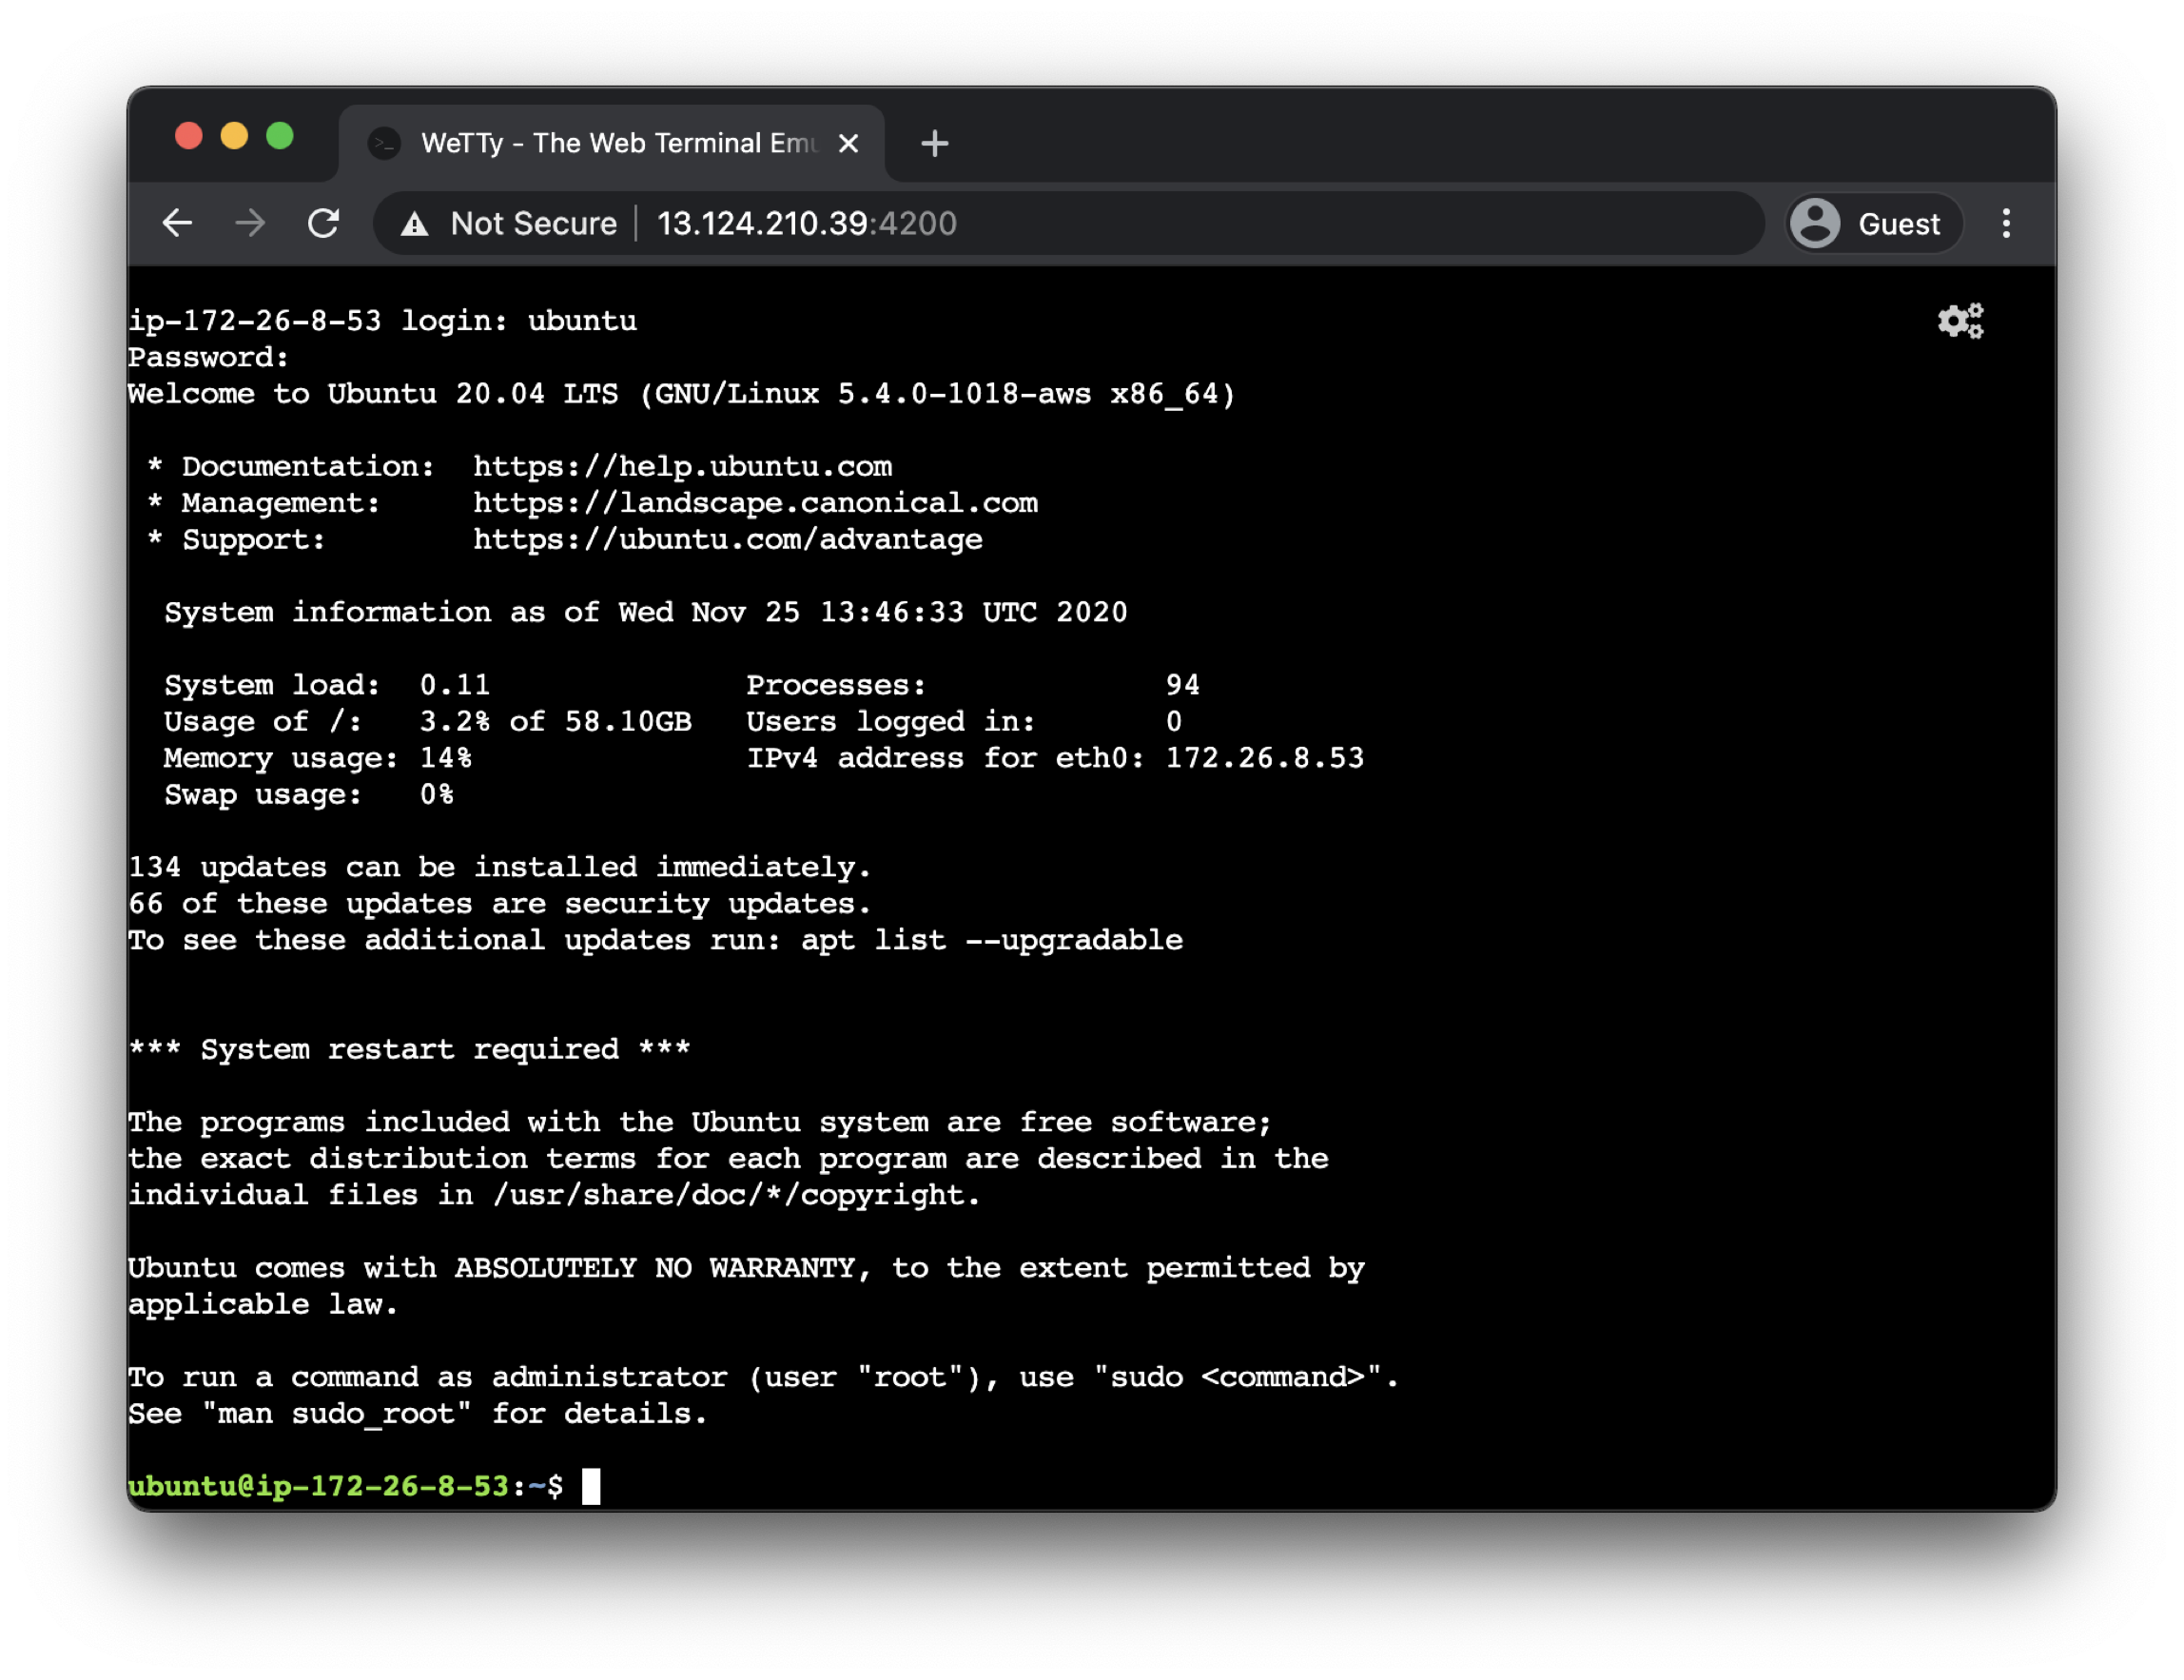 WeTTy - The Web Terminal Emu
Not Secure 13.124.210.39:4200 Guest
ip-172-26-8-53 login: ubuntu
Password:
Welcome to Ubuntu 20.04 LTS (GNU/Linux 5.4.0-1018-aws x86_64)
* Documentation: https://help.ubuntu.com
* Management: https://landscape.canonical.com
* Support: https://ubuntu.com/advantage
System information as of Wed Nov 25 13:46:33 UTC 2020
System load: 0.11 Processes: 94
Usage of /: 3.2% of 58.10GB Users logged in: 0
Memory usage: 14% IPv4 address for eth0: 172.26.8.53
Swap usage: 0%
134 updates can be installed immediately.
66 of these updates are security updates.
To see these additional updates run: apt list --upgradable
*** System restart required ***
The programs included with the Ubuntu system are free software;
the exact distribution terms for each program are described in the
individual files in /usr/share/doc/*/copyright.
Ubuntu comes with ABSOLUTELY NO WARRANTY, to the extent permitted by
applicable law.
To run a command as administrator (user "root"), use "sudo <command>".
See "man sudo_root" for details.
ubuntu@ip-172-26-8-53:~$